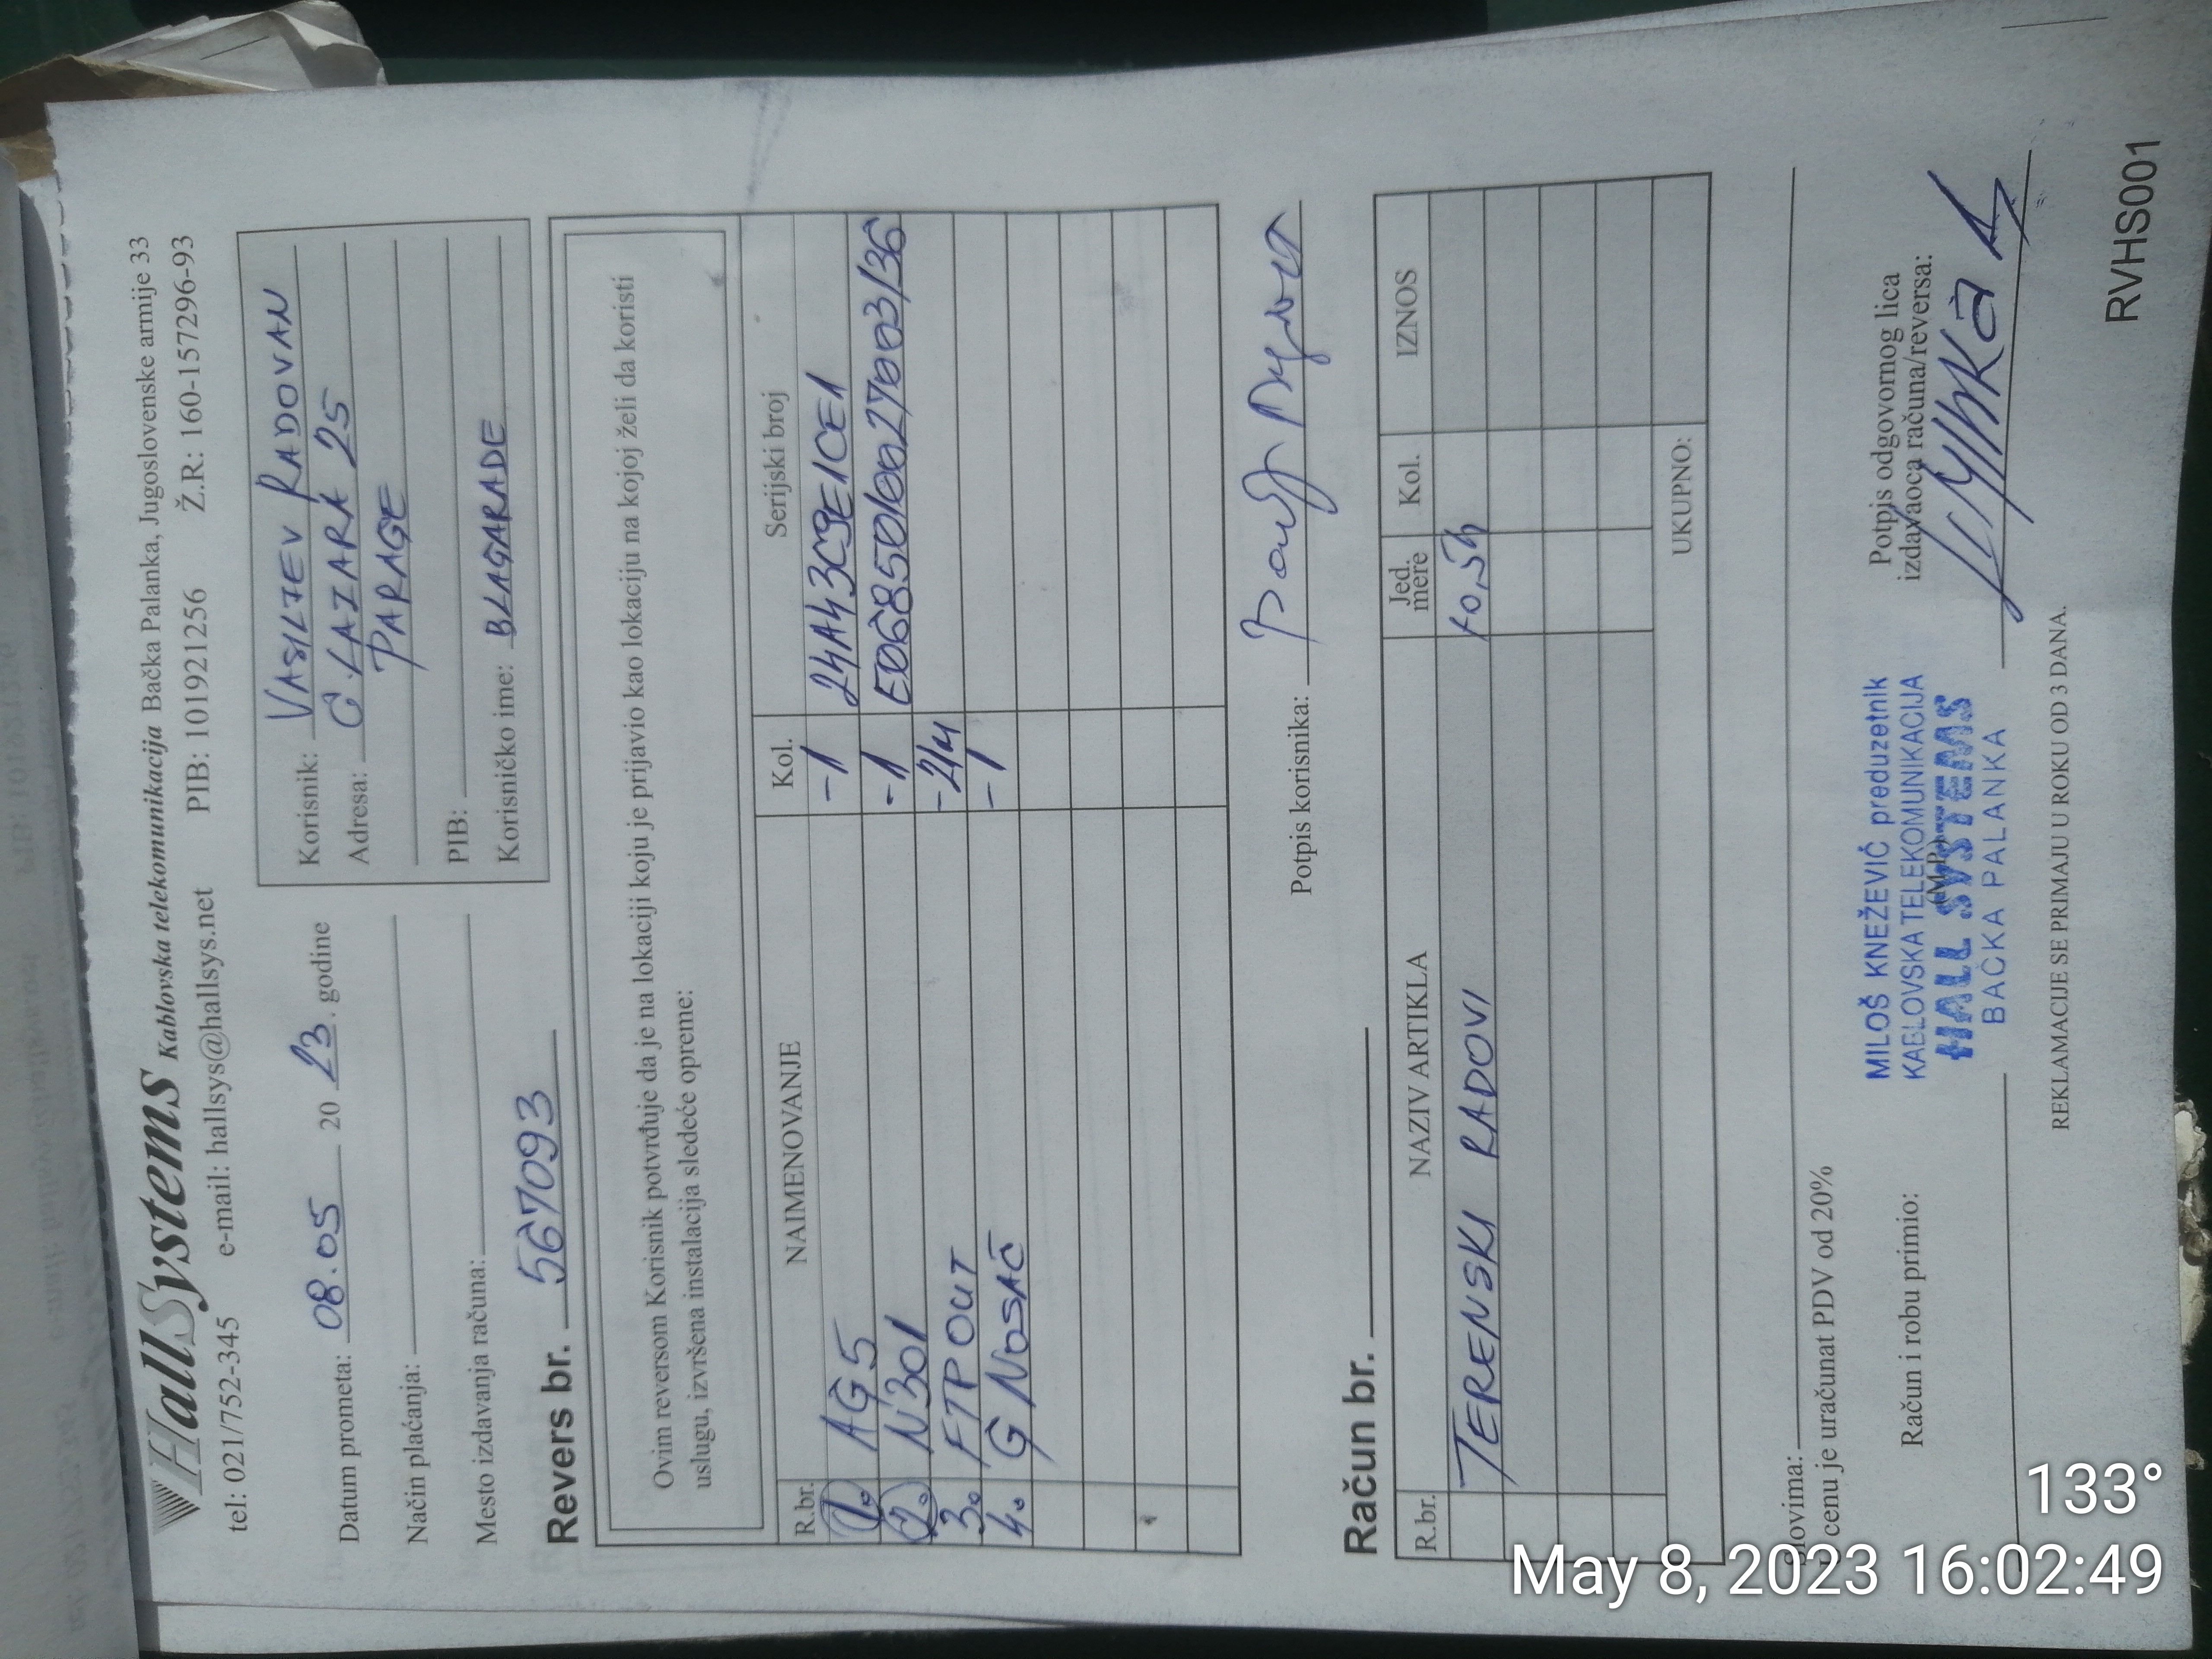 HallSystems Kablovska telekomunikacija Bačka Palanka, Jugoslovenske armije 33
tel: 021/752-345 e-mail: hallsys@hallsys.net PIB: 101921256 Ž.R: 160-157296-93
Datum prometa: 08.05 20 23. godine
Način plaćanja:
Mesto izdavanja računa:
Korisnik: VASILJEV RADOVAN
Adresa: C. LAZARA 25
PARAGE
PIB:
Korisničko ime: BLAGARADE
Revers br. 567093
Ovim reversom Korisnik potvrđuje da je na lokaciji koju je prijavio kao lokaciju na kojoj želi da koristi
uslugu, izvršena instalacija sledeće opreme:
R.br. NAIMENOVANJE Kol. Serijski broj
1. AG5 -1 24A43C9E1CE1
2. N301 -1 E06855010027003/36
3. FTP OUT -24
4. G NOSAČ -1
Potpis korisnika:
Račun br.
R.br. NAZIV ARTIKLA Jed. mere Kol. IZNOS
TERENSKI RADOVI
UKUPNO:
slovima:
U cenu je uračunat PDV od 20%
Račun i robu primio:
MILOŠ KNEŽEVIĆ preduzetnik
KABLOVSKA TELEKOMUNIKACIJA
HALL SYSTEMS
BAČKA PALANKA
Potpis odgovornog lica
izdavaoca računa/reversa:
REKLAMACIJE SE PRIMAJU U ROKU OD 3 DANA.
RVHS001
133°
May 8, 2023 16:02:49